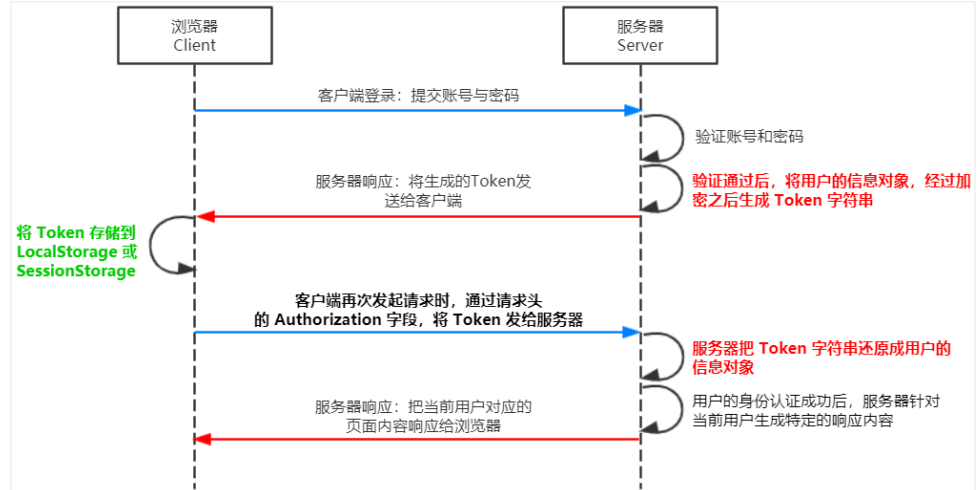 浏览器
Client
服务器
Server
客户端登录：提交账号与密码
验证账号和密码
服务器响应：将生成的Token发
送给客户端
验证通过后，将用户的信息对象，经过加
密之后生成 Token 字符串
将 Token 存储到
LocalStorage 或
SessionStorage
客户端再次发起请求时，通过请求头
的 Authorization 字段，将 Token 发给服务器
服务器把 Token 字符串还原成用户的
信息对象
服务器响应：把当前用户对应的
页面内容响应给浏览器
用户的身份认证成功后，服务器针对
当前用户生成特定的响应内容